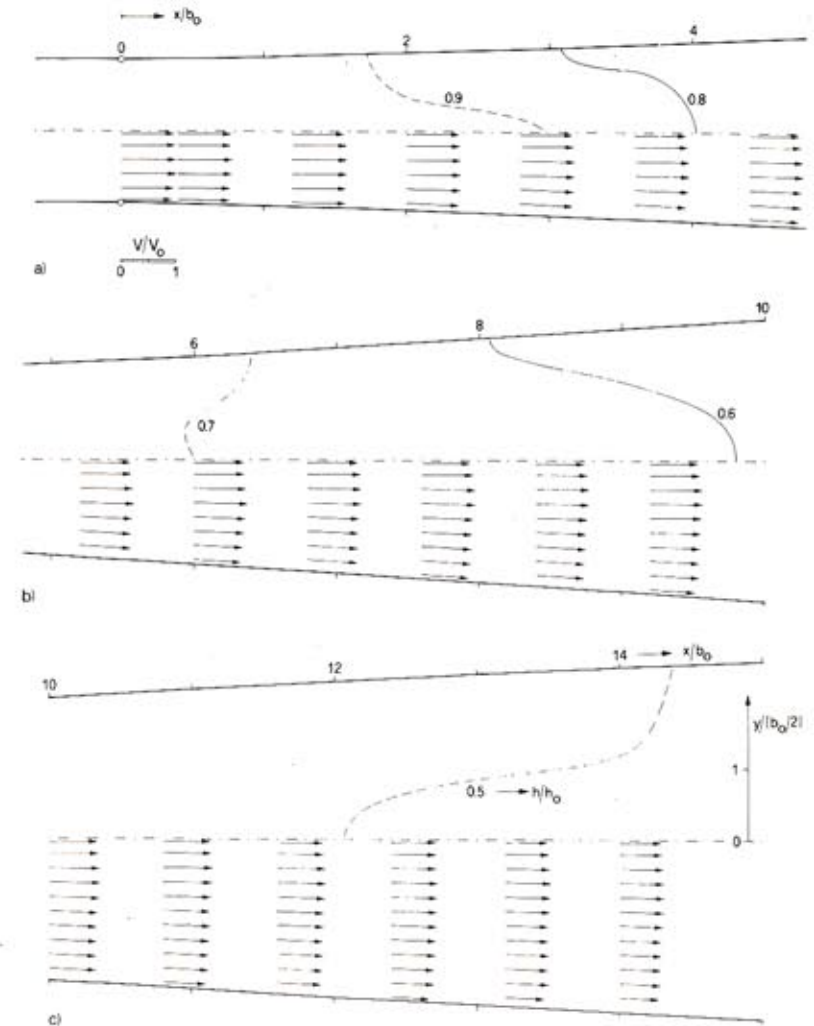 x/b₀
0 2 4
0.9 0.8
V/V₀
0 1
a)
6 8 10
0.7 0.6
b)
10 12 14 x/b₀
y/(b₀/2)
1
0.5 h/h₀
0
c)